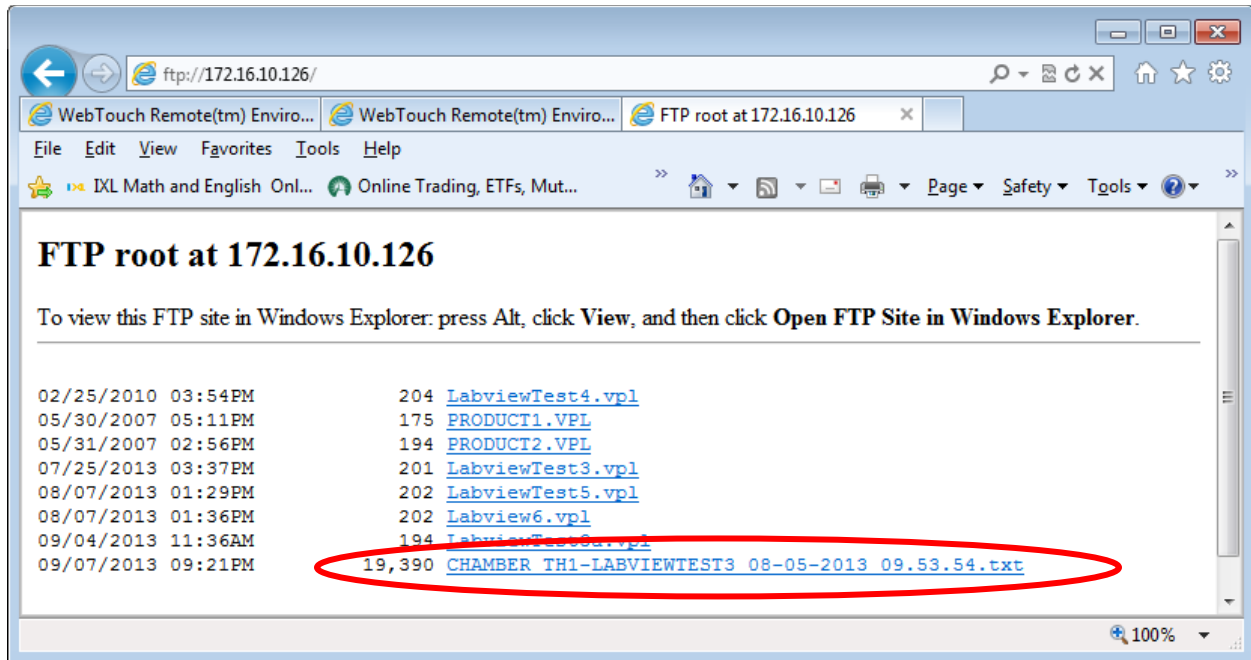 ftp://172.16.10.126/
WebTouch Remote(tm) Enviro... WebTouch Remote(tm) Enviro... FTP root at 172.16.10.126
File Edit View Favorites Tools Help
IXL Math and English Onl... Online Trading, ETFs, Mut... Page Safety Tools
FTP root at 172.16.10.126
To view this FTP site in Windows Explorer: press Alt, click View, and then click Open FTP Site in Windows Explorer.
02/25/2010 03:54PM 204 LabviewTest4.vpl
05/30/2007 05:11PM 175 PRODUCT1.VPL
05/31/2007 02:56PM 194 PRODUCT2.VPL
07/25/2013 03:37PM 201 LabviewTest3.vpl
08/07/2013 01:29PM 202 LabviewTest5.vpl
08/07/2013 01:36PM 202 Labview6.vpl
09/04/2013 11:36AM 194
09/07/2013 09:21PM 19,390 CHAMBER TH1-LABVIEWTEST3 08-05-2013 09.53.54.txt
100%